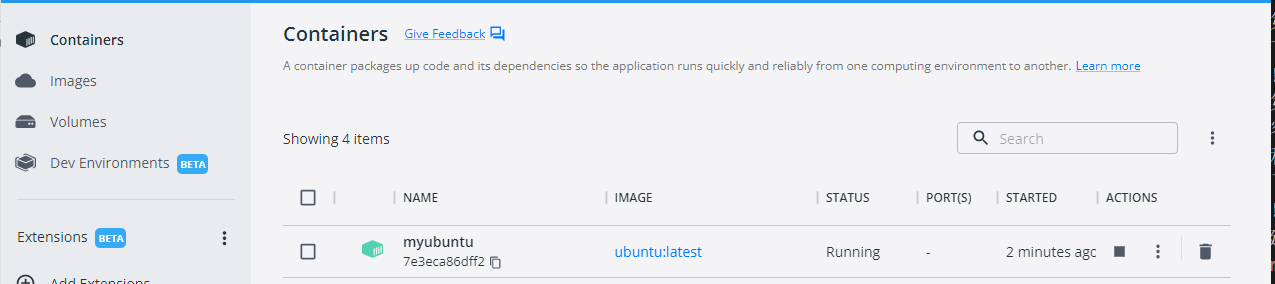 Containers
Images
Volumes
Dev Environments BETA
Extensions BETA
Add Extensions
Containers Give Feedback
A container packages up code and its dependencies so the application runs quickly and reliably from one computing environment to another. Learn more
Showing 4 items
Search
NAME IMAGE STATUS PORT(S) STARTED ACTIONS
myubuntu ubuntu:latest Running - 2 minutes agc
7e3eca86dff2